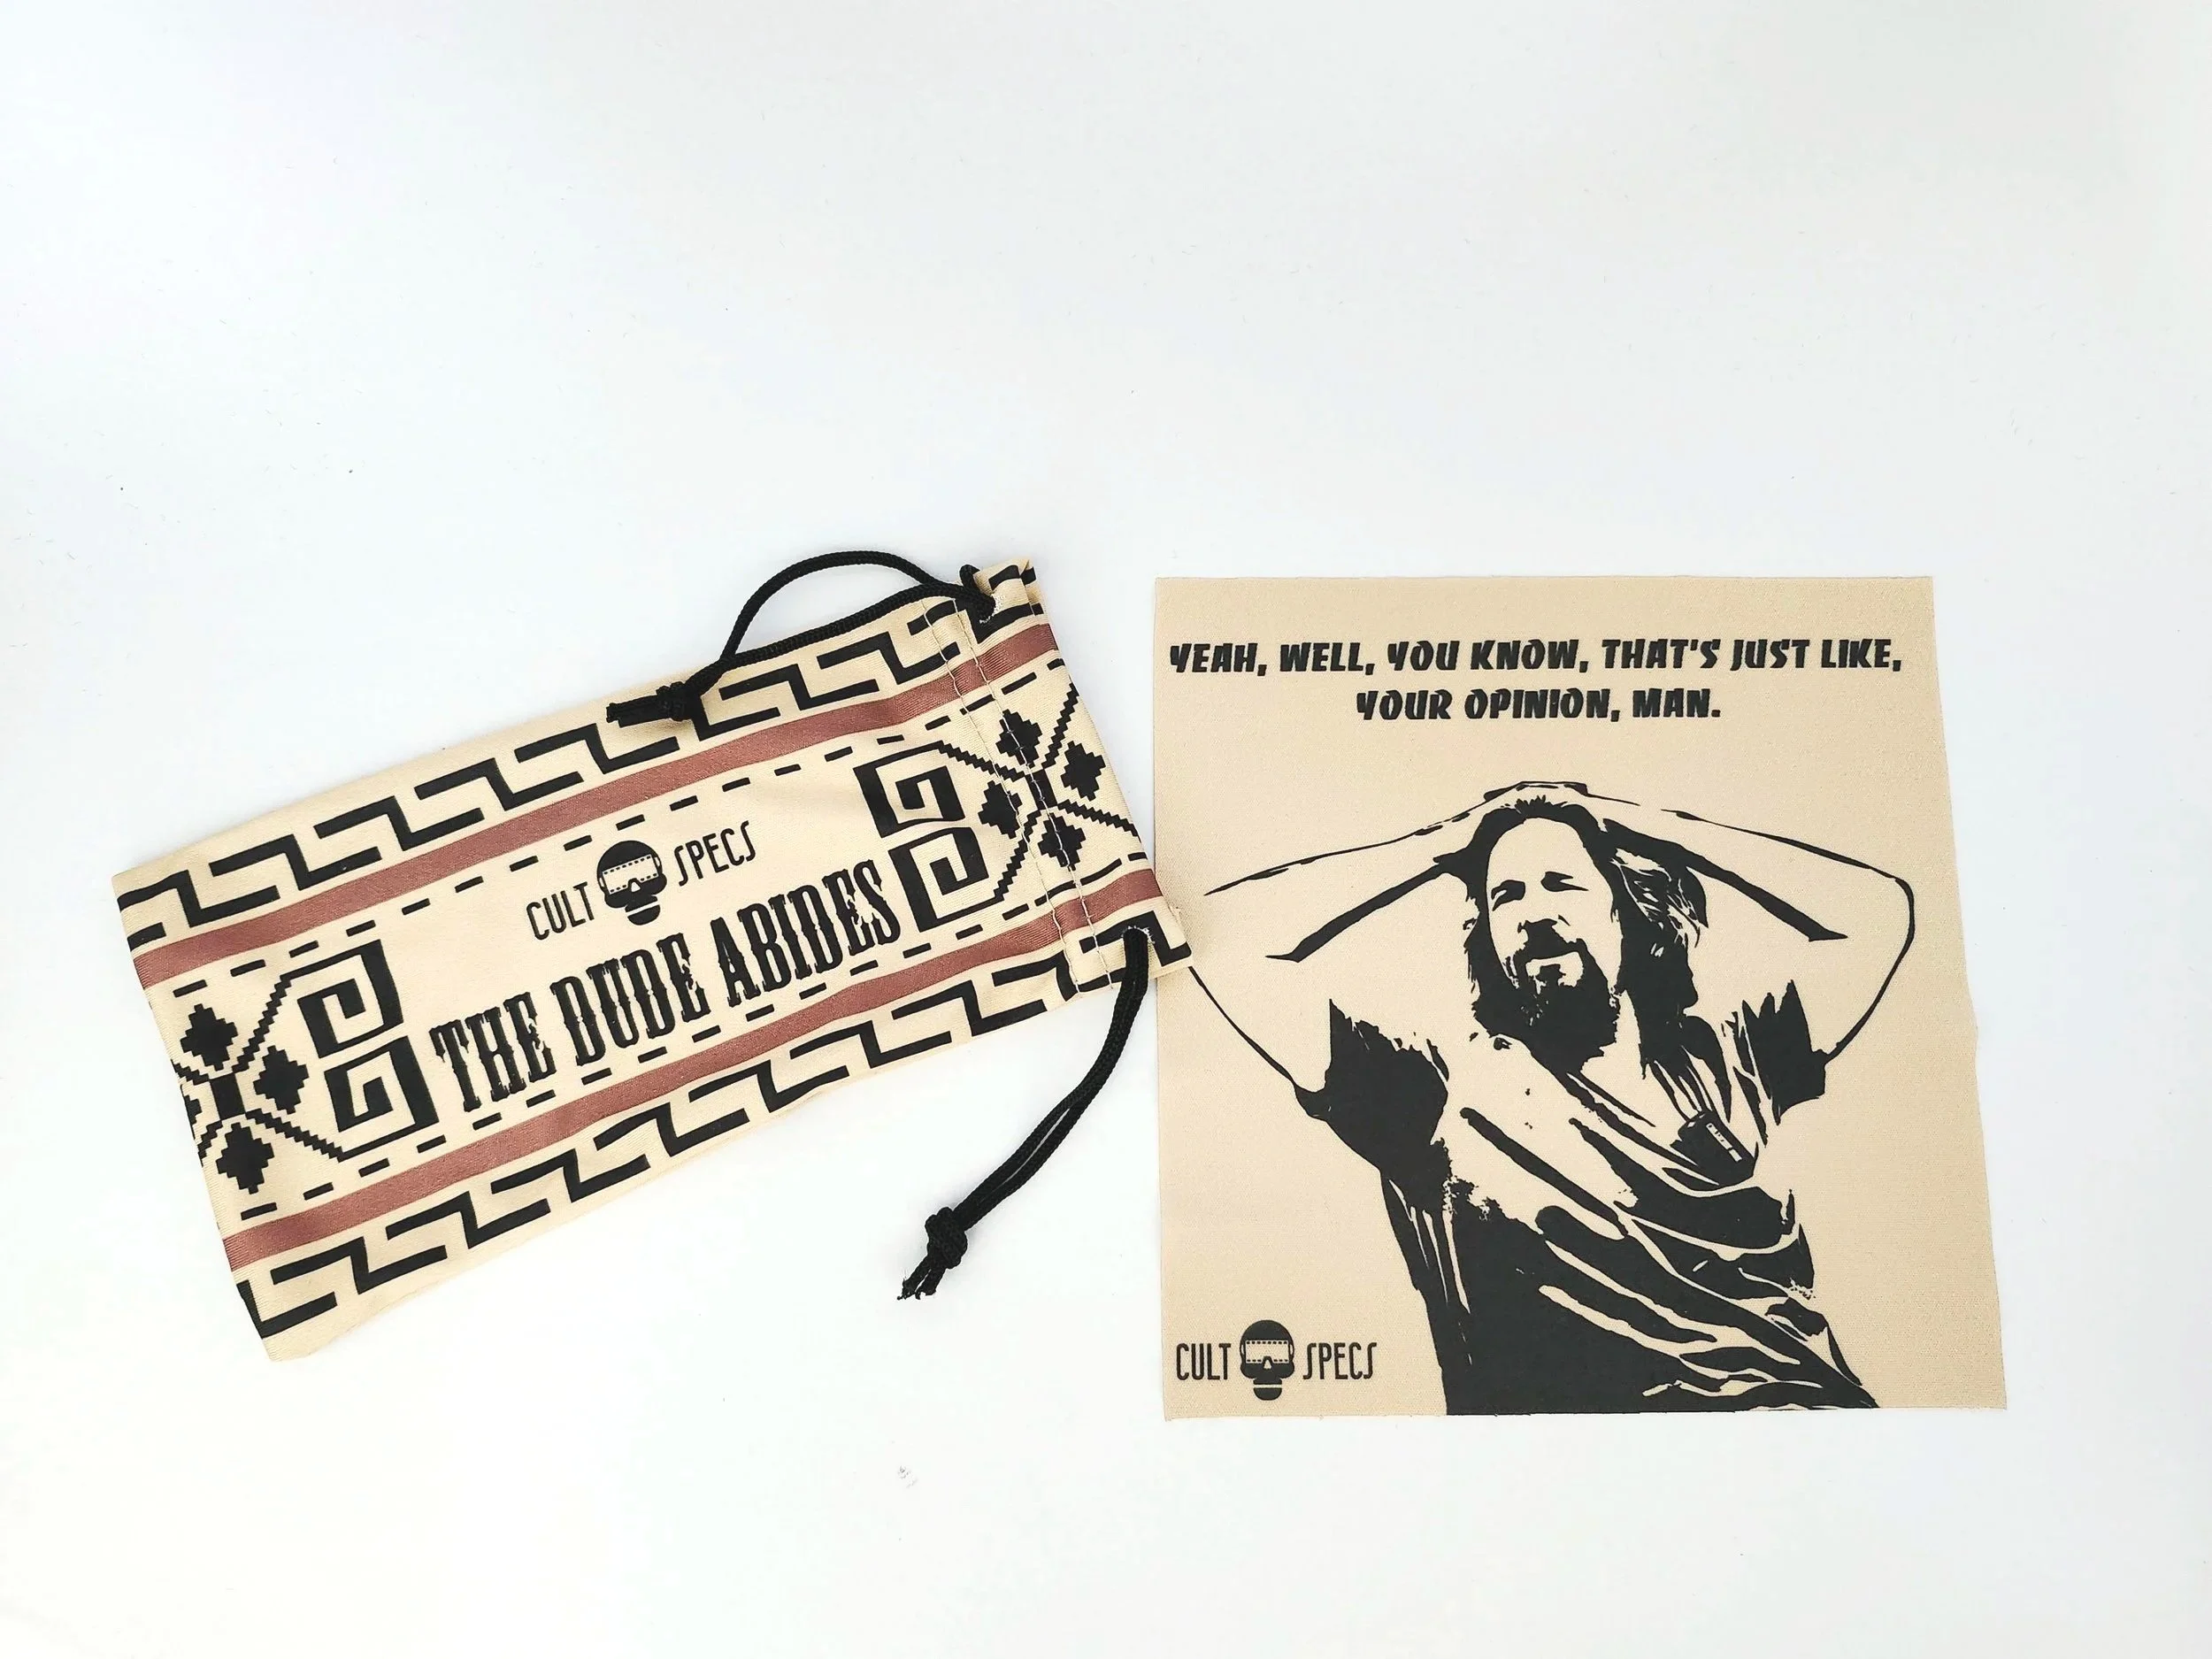 CULT SPECS
THE DUDE ABIDES
YEAH, WELL, YOU KNOW, THAT'S JUST LIKE,
YOUR OPINION, MAN.
CULT SPECS